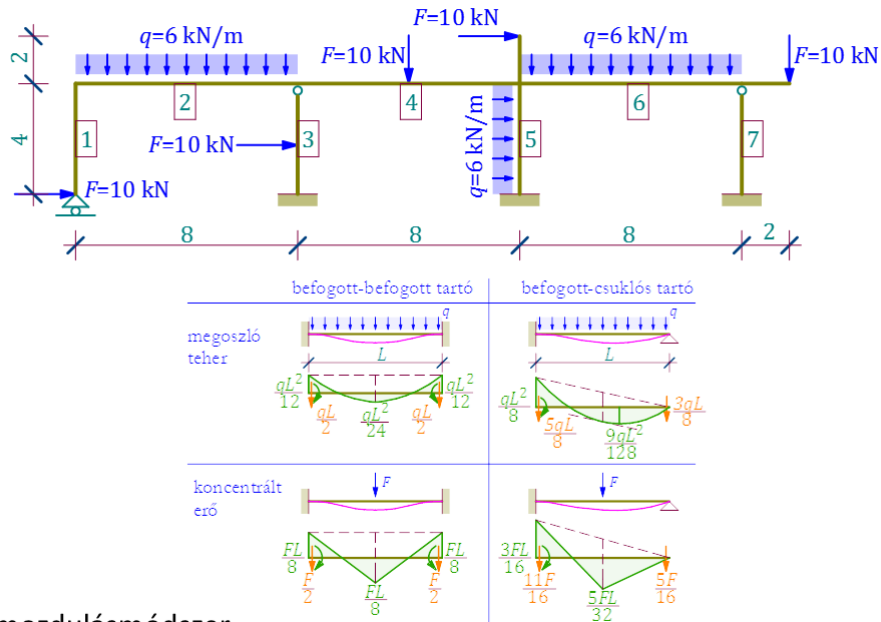 F=10 kN
q=6 kN/m
F=10 kN
q=6 kN/m
F=10 kN
2
4
1
2
3
4
5
6
7
F=10 kN
q=6 kN/m
F=10 kN
8
8
8
2
befogott-befogott tartó
befogott-csuklós tartó
megoszló teher
q
L
qL²/12
qL/2
qL²/24
qL/2
qL²/12
q
L
qL²/8
5qL/8
9qL²/128
3qL/8
koncentrált erő
F
FL/8
F/2
FL/8
F/2
FL/8
F
3FL/16
11F/16
5FL/32
5F/16